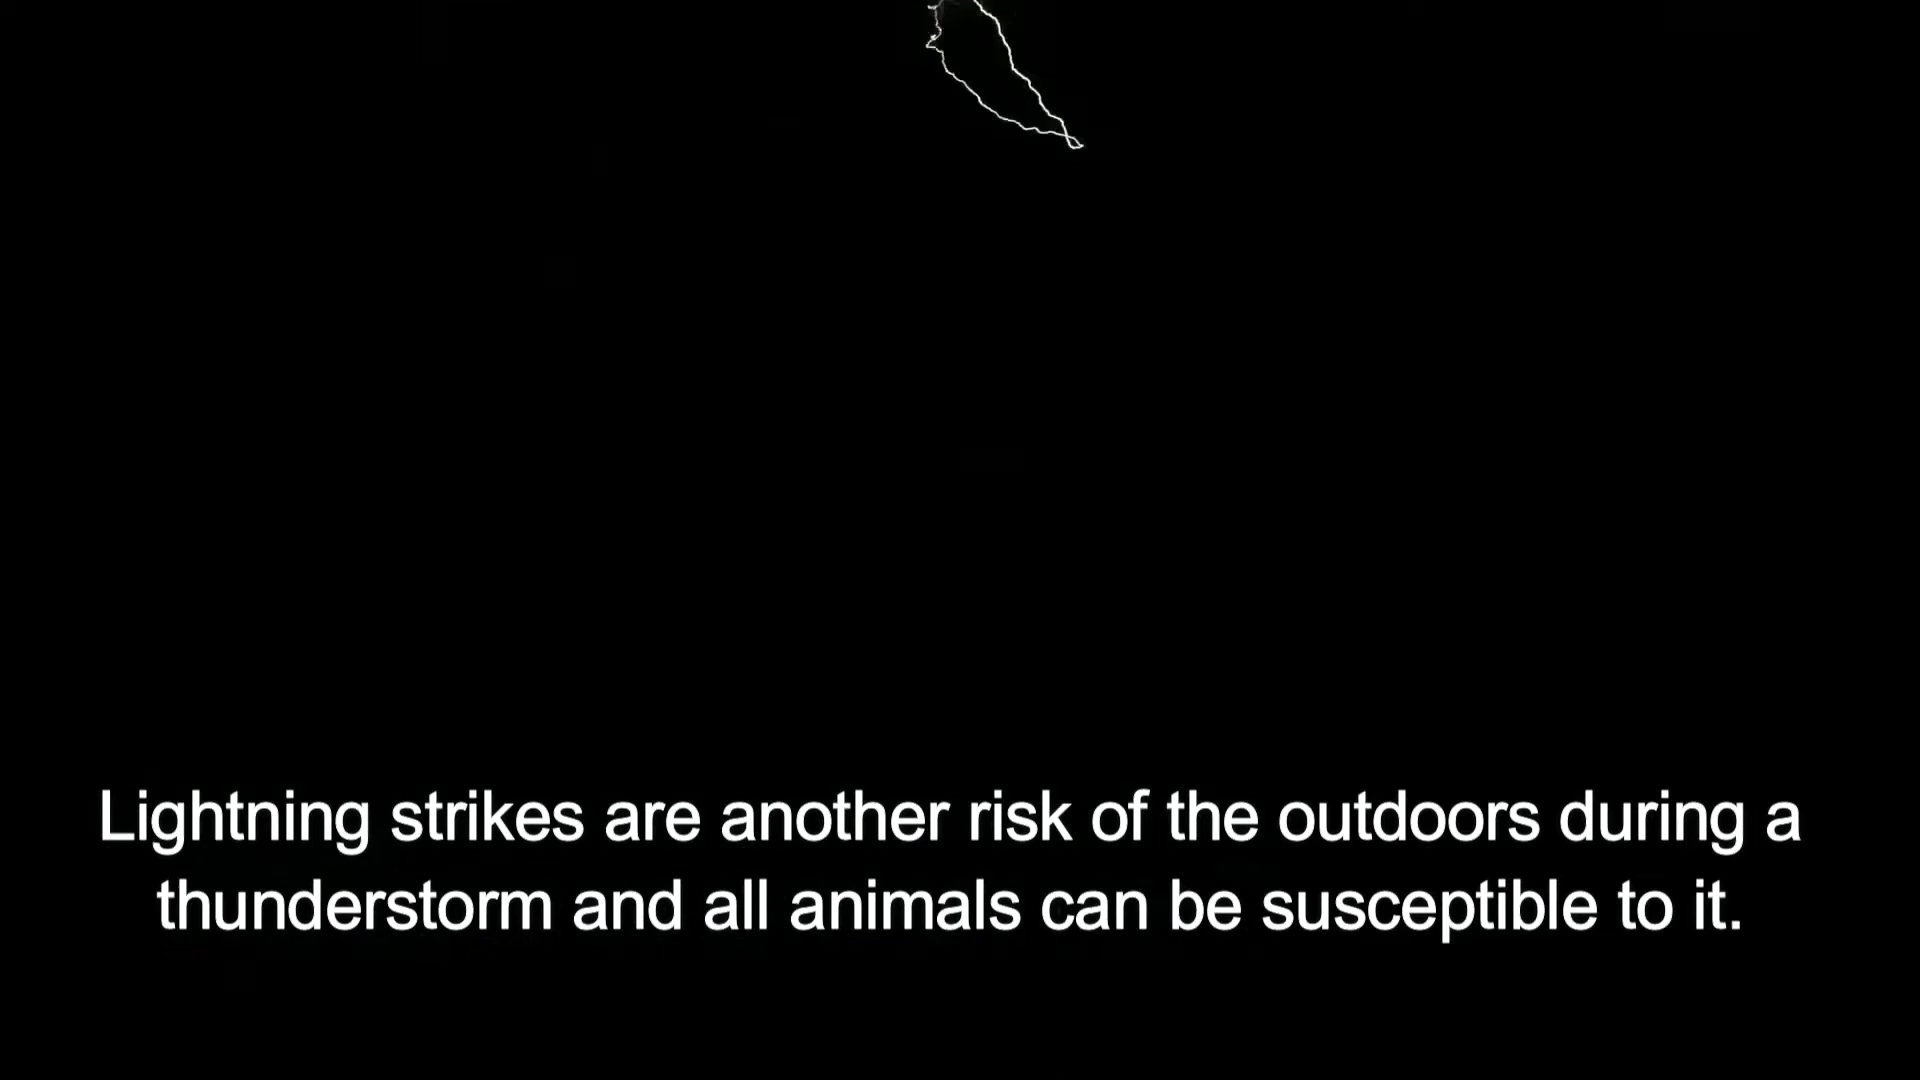 Lightning strikes are another risk of the outdoors during a
thunderstorm and all animals can be susceptible to it.